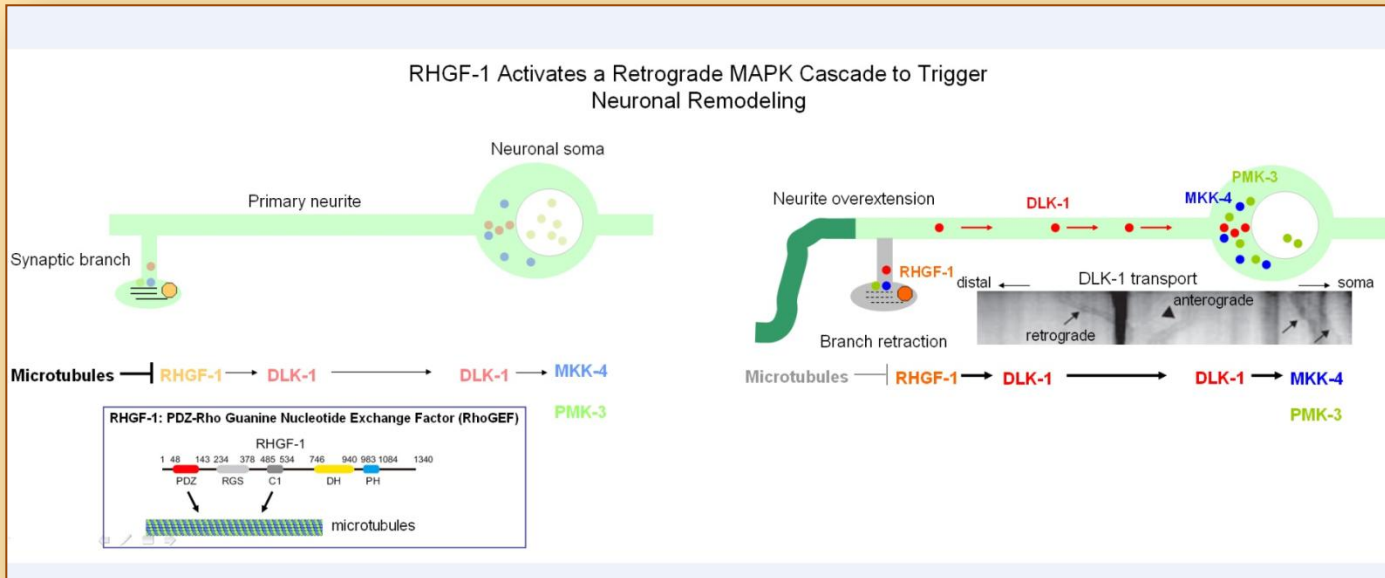 RHGF-1 Activates a Retrograde MAPK Cascade to Trigger
Neuronal Remodeling
Neuronal soma
Primary neurite
Synaptic branch
Microtubules RHGF-1 DLK-1 DLK-1 MKK-4
PMK-3
RHGF-1: PDZ-Rho Guanine Nucleotide Exchange Factor (RhoGEF)
RHGF-1
1 48 143 234 378 485 534 746 940 983 1084 1340
PDZ RGS C1 DH PH
microtubules
PMK-3
MKK-4
Neurite overextension
DLK-1
RHGF-1
distal DLK-1 transport soma
anterograde
retrograde
Branch retraction
Microtubules RHGF-1 DLK-1 DLK-1 MKK-4
PMK-3